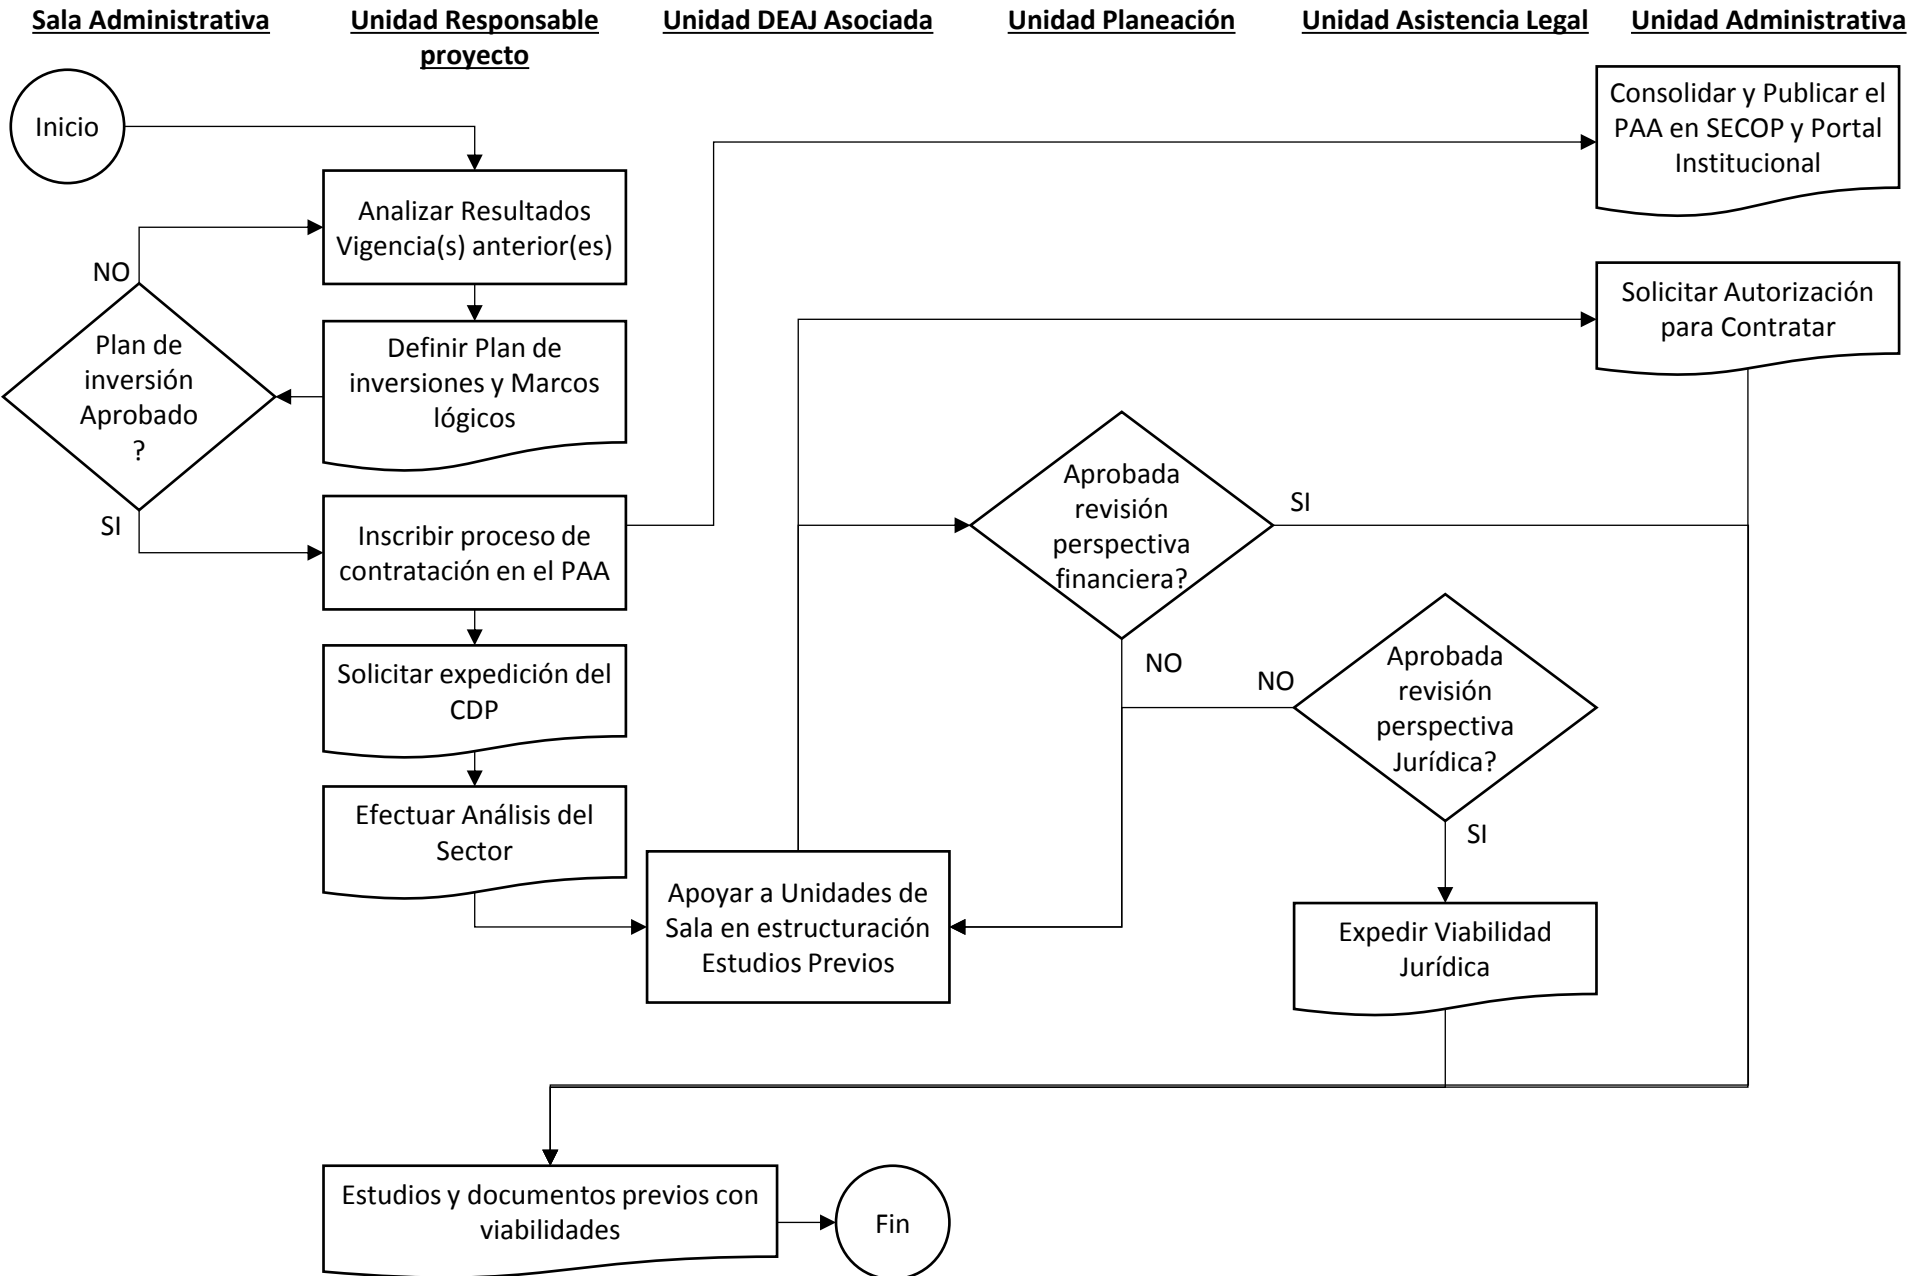 Sala Administrativa
Unidad Responsable
proyecto
Unidad DEAJ Asociada
Unidad Planeación
Unidad Asistencia Legal
Unidad Administrativa
Inicio
Consolidar y Publicar el
PAA en SECOP y Portal
Institucional
Analizar Resultados
Vigencia(s) anterior(es)
NO
Solicitar Autorización
para Contratar
Plan de
inversión
Aprobado
?
Definir Plan de
inversiones y Marcos
lógicos
SI
Inscribir proceso de
contratación en el PAA
Aprobada
revisión
perspectiva
financiera?
SI
NO
Solicitar expedición del
CDP
NO
Aprobada
revisión
perspectiva
Jurídica?
SI
Efectuar Análisis del
Sector
Apoyar a Unidades de
Sala en estructuración
Estudios Previos
Expedir Viabilidad
Jurídica
Estudios y documentos previos con
viabilidades
Fin